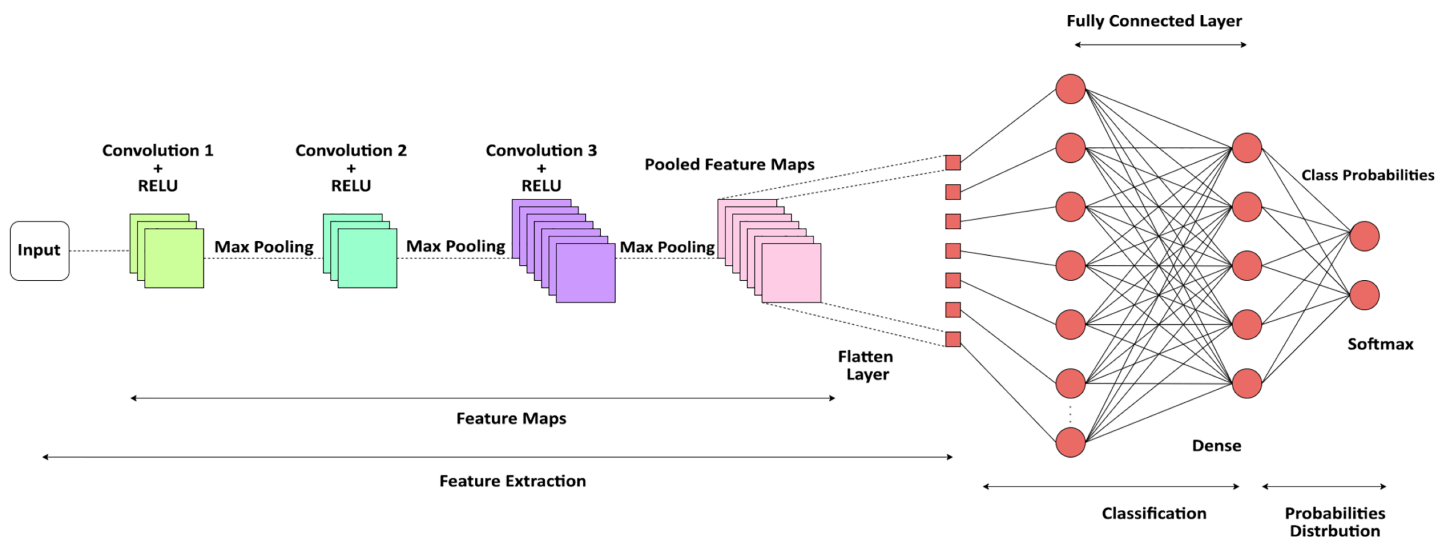 Fully Connected Layer
Convolution 1
+
RELU
Convolution 2
+
RELU
Convolution 3
+
RELU
Pooled Feature Maps
Class Probabilities
Input
Max Pooling
Max Pooling
Max Pooling
Softmax
Flatten
Layer
Feature Maps
Dense
Feature Extraction
Classification
Probabilities
Distrbution